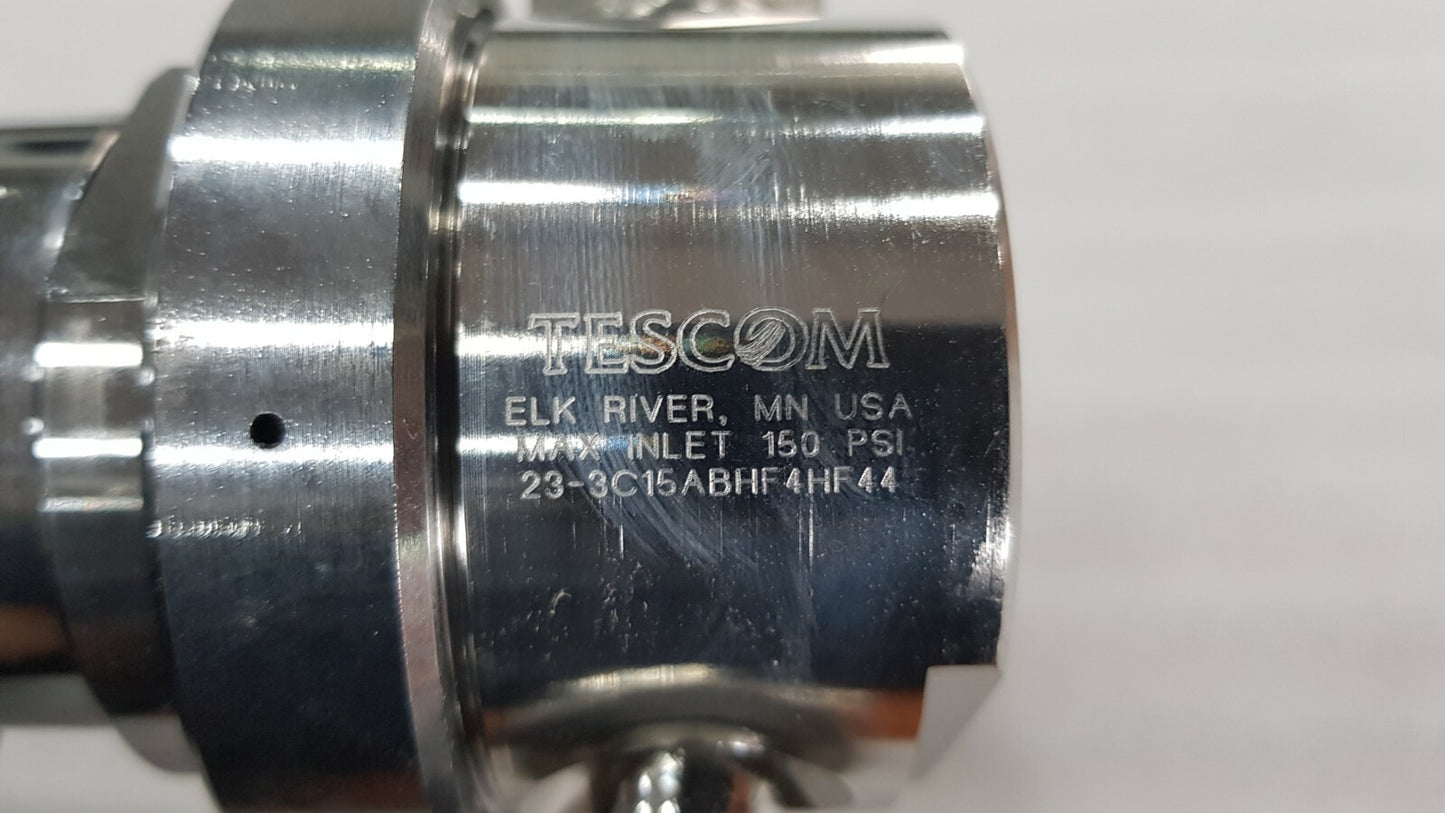 TESCOM
ELK RIVER, MN USA
MAX INLET 150 PSI
23-3C15ABHF4HF44